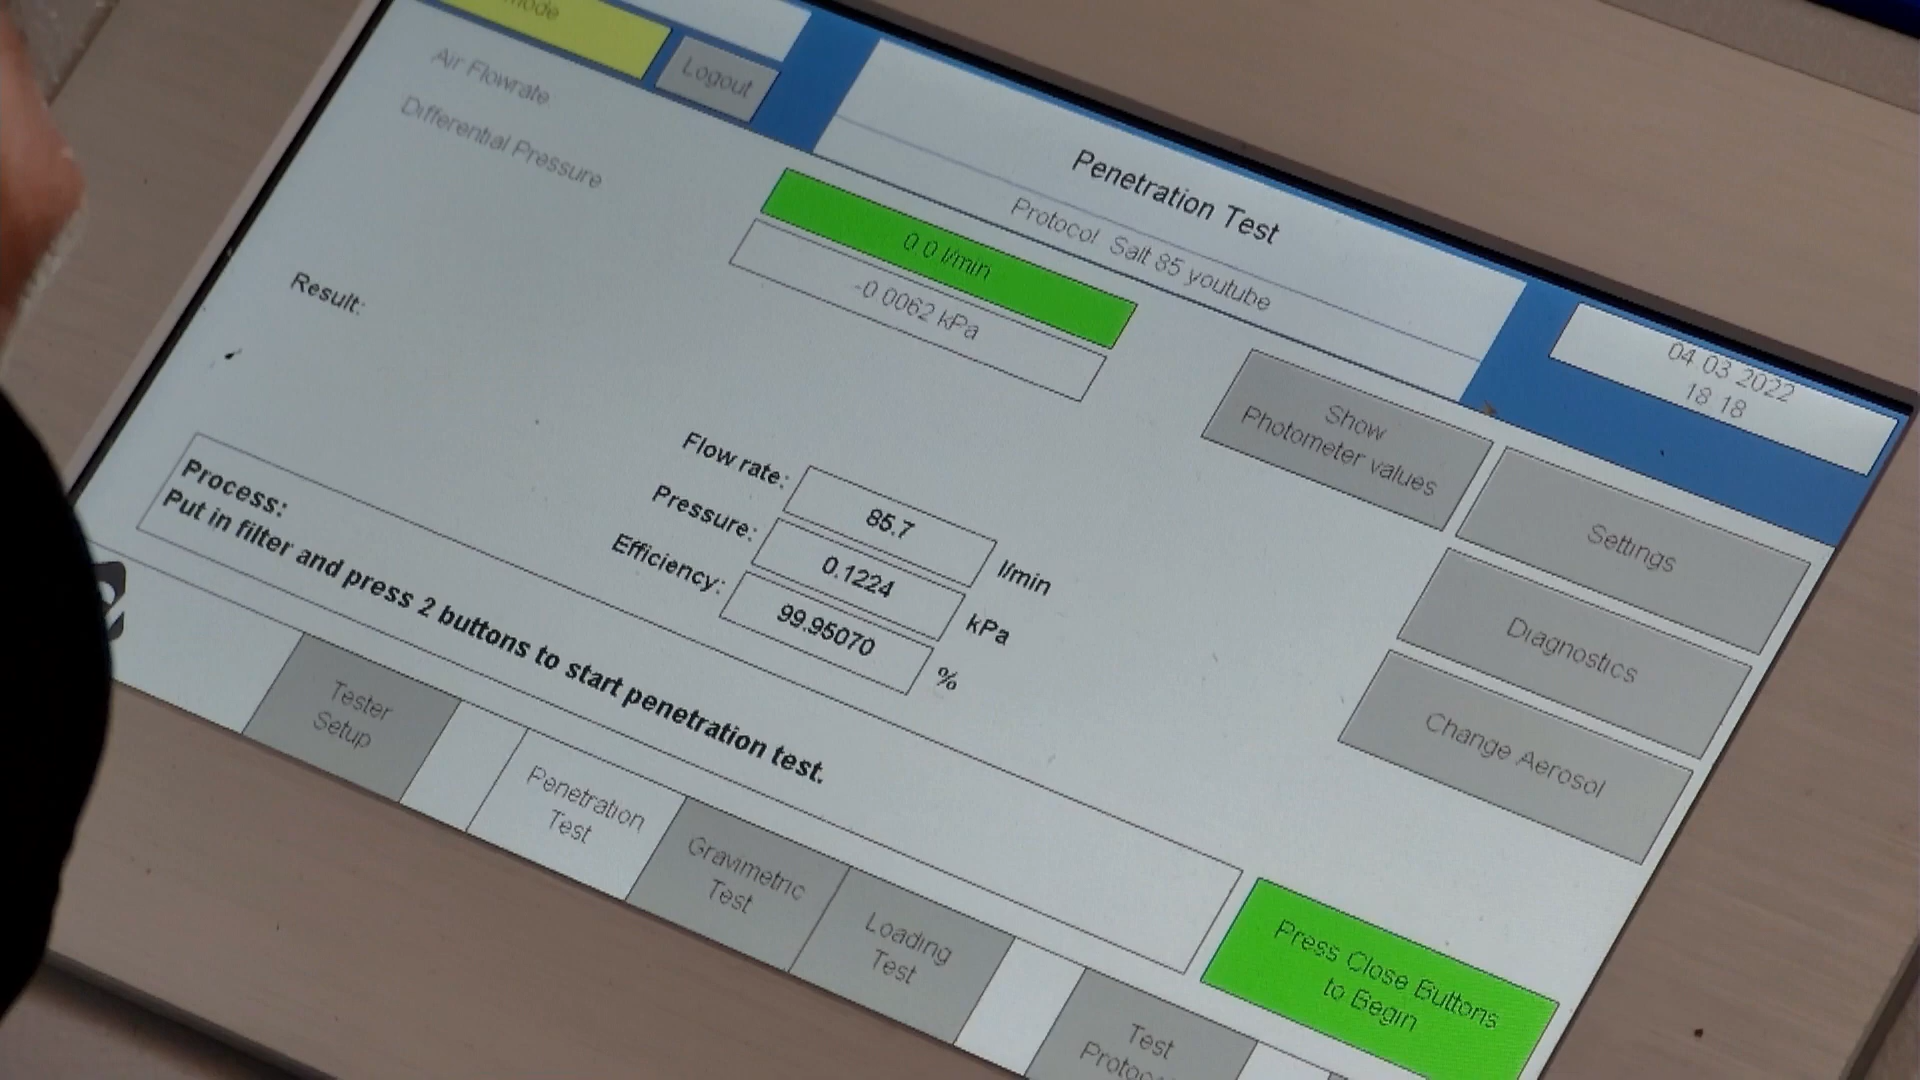 mode
Logout
Air Flowrate
Differential Pressure
Penetration Test
Protocol Salt 85 youtube
04 03 2022
18 18
0.0 l/min
-0 0062 kPa
Result:
Flow rate: 85.7 l/min
Pressure: 0.1224 kPa
Efficiency: 99.95070 %
Show
Photometer values
Settings
Diagnostics
Change Aerosol
Process:
Put in filter and press 2 buttons to start penetration test.
Press Close Buttons
to Begin
Tester
Setup
Penetration
Test
Gravimetric
Test
Loading
Test
Test